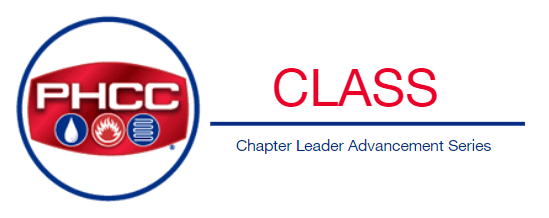 PHCC
®
CLASS
Chapter Leader Advancement Series